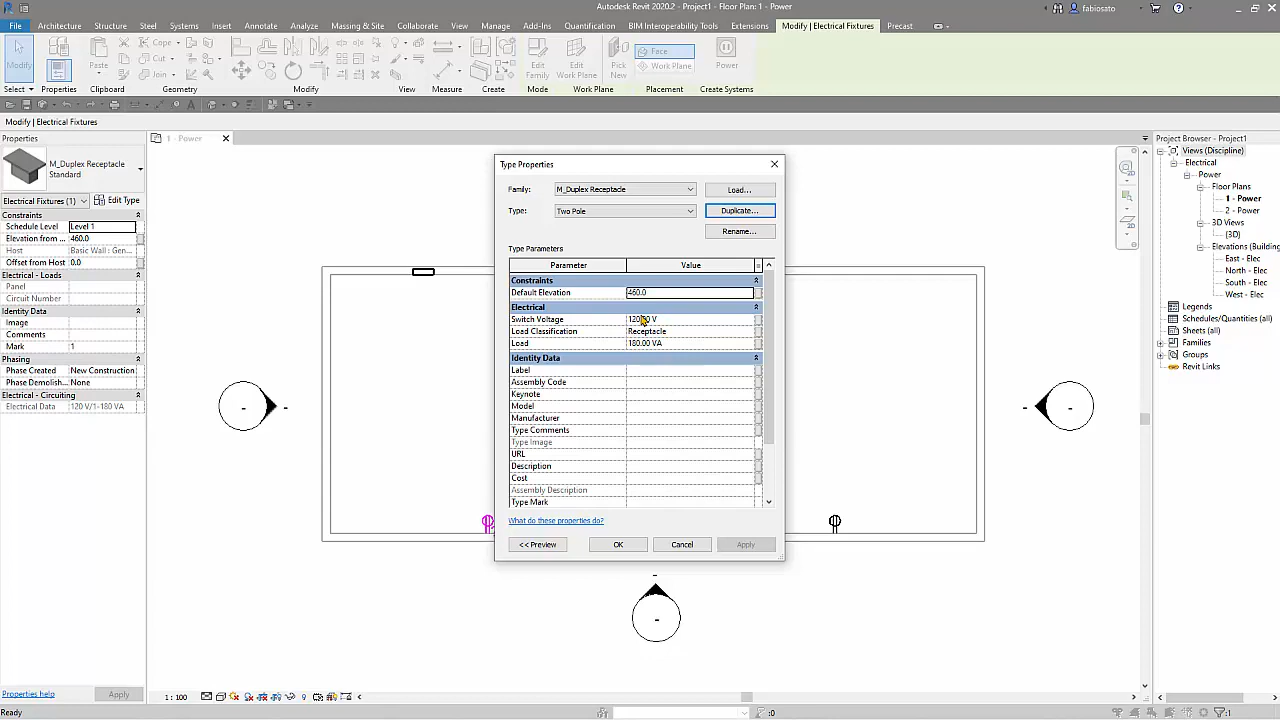 Autodesk Revit 2020.2 - Project1 - Floor Plan: 1 - Power
fabiosato
File Architecture Structure Steel Systems Insert Annotate Analyze Massing & Site Collaborate View Manage Add-Ins Quantification BIM Interoperability Tools Extensions Modify | Electrical Fixtures Precast
Modify Paste Cope Cut Join Edit Family Edit Work Plane Pick New Face Work Plane Power
Select Properties Clipboard Geometry Modify View Measure Create Mode Work Plane Placement Create Systems
Modify | Electrical Fixtures
Properties
M_Duplex Receptacle
Standard
Electrical Fixtures (1) Edit Type
Constraints
Schedule Level Level 1
Elevation from ... 460.0
Host Basic Wall : Gen...
Offset from Host 0.0
Electrical - Loads
Panel
Circuit Number
Identity Data
Image
Comments
Mark 1
Phasing
Phase Created New Construction
Phase Demolish... None
Electrical - Circuiting
Electrical Data 120 V/1-180 VA
Properties help Apply
1 - Power
Type Properties
Family: M_Duplex Receptacle Load...
Type: Two Pole Duplicate...
Rename...
Type Parameters
Parameter Value =
Constraints
Default Elevation 460.0
Electrical
Switch Voltage V
Load Classification Receptacle
Load 180.00 VA
Identity Data
Label
Assembly Code
Keynote
Model
Manufacturer
Type Comments
Type Image
URL
Description
Cost
Assembly Description
Type Mark
What do these properties do?
<< Preview OK Cancel Apply
Project Browser - Project1
Views (Discipline)
Electrical
Power
Floor Plans
1 - Power
2 - Power
3D Views
{3D}
Elevations (Building
East - Elec
North - Elec
South - Elec
West - Elec
Legends
Schedules/Quantities (all)
Sheets (all)
Families
Groups
Revit Links
1 : 100
Ready
:0
:1